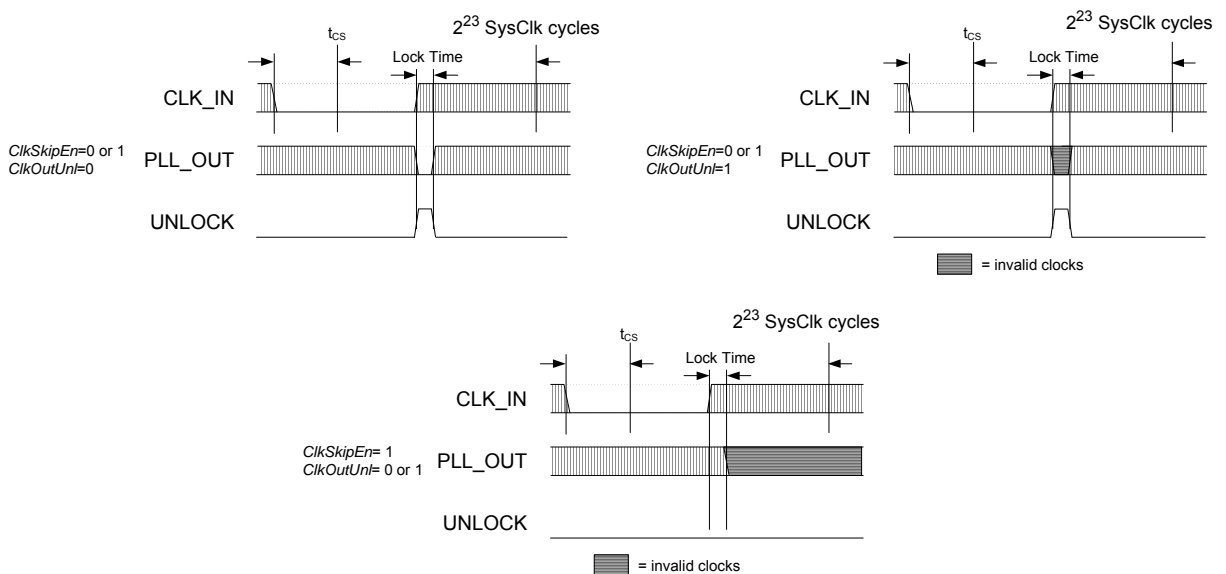 t_CS
2^23 SysClk cycles
Lock Time
CLK_IN
ClkSkipEn=0 or 1
ClkOutUnl=0
PLL_OUT
UNLOCK
t_CS
2^23 SysClk cycles
Lock Time
CLK_IN
ClkSkipEn=0 or 1
ClkOutUnl=1
PLL_OUT
UNLOCK
= invalid clocks
t_CS
2^23 SysClk cycles
Lock Time
CLK_IN
ClkSkipEn= 1
ClkOutUnl= 0 or 1
PLL_OUT
UNLOCK
= invalid clocks